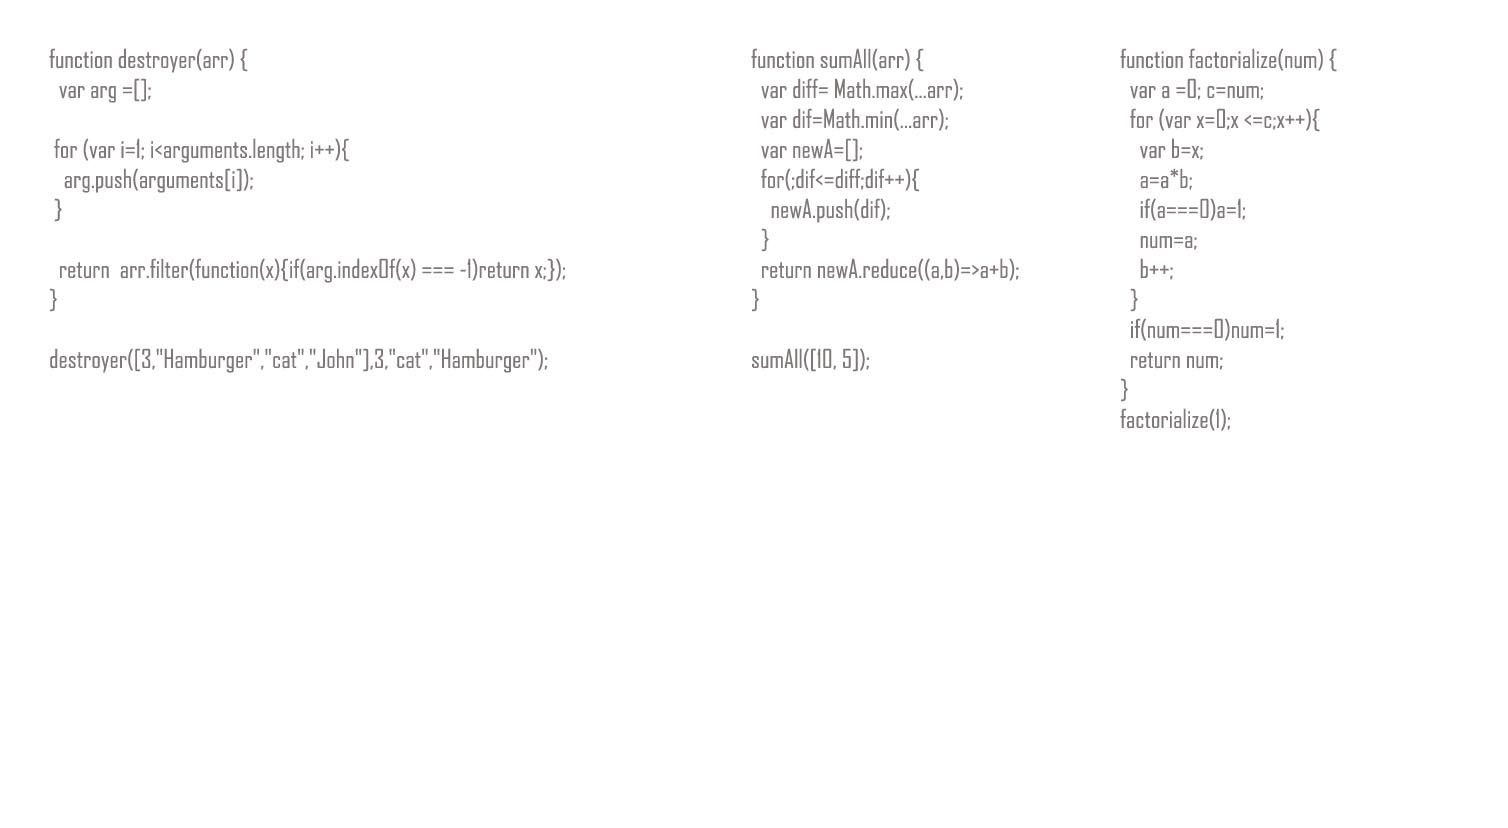 function destroyer(arr) {
var arg =[];
for (var i=1; i<arguments.length; i++){
arg.push(arguments[i]);
}
return  arr.filter(function(x){if(arg.indexOf(x) === -1)return x;});
}
destroyer([3,"Hamburger","cat","John"],3,"cat","Hamburger");
function sumAll(arr) {
var diff= Math.max(...arr);
var dif=Math.min(...arr);
var newA=[];
for(;dif<=diff;dif++){
newA.push(dif);
}
return newA.reduce((a,b)=>a+b);
}
sumAll([10, 5]);
function factorialize(num) {
var a =0; c=num;
for (var x=0;x <=c;x++){
var b=x;
a=a*b;
if(a===0)a=1;
num=a;
b++;
}
if(num===0)num=1;
return num;
}
factorialize(1);